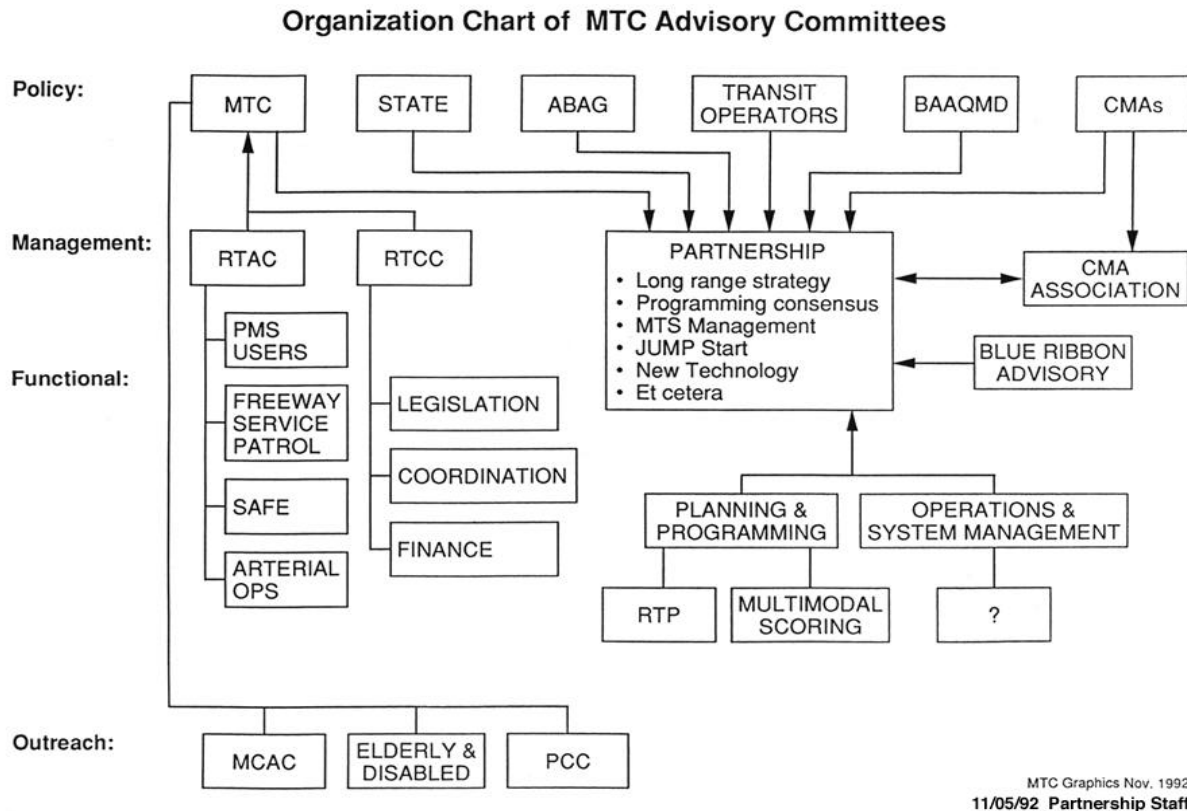 Organization Chart of MTC Advisory Committees
Policy:
MTC
STATE
ABAG
TRANSIT
OPERATORS
BAAQMD
CMAs
Management:
RTAC
RTCC
PARTNERSHIP
• Long range strategy
• Programming consensus
• MTS Management
• JUMP Start
• New Technology
• Et cetera
CMA
ASSOCIATION
BLUE RIBBON
ADVISORY
Functional:
PMS
USERS
FREEWAY
SERVICE
PATROL
SAFE
ARTERIAL
OPS
LEGISLATION
COORDINATION
FINANCE
PLANNING &
PROGRAMMING
OPERATIONS &
SYSTEM MANAGEMENT
RTP
MULTIMODAL
SCORING
?
Outreach:
MCAC
ELDERLY &
DISABLED
PCC
MTC Graphics Nov. 1992
11/05/92 Partnership Staff